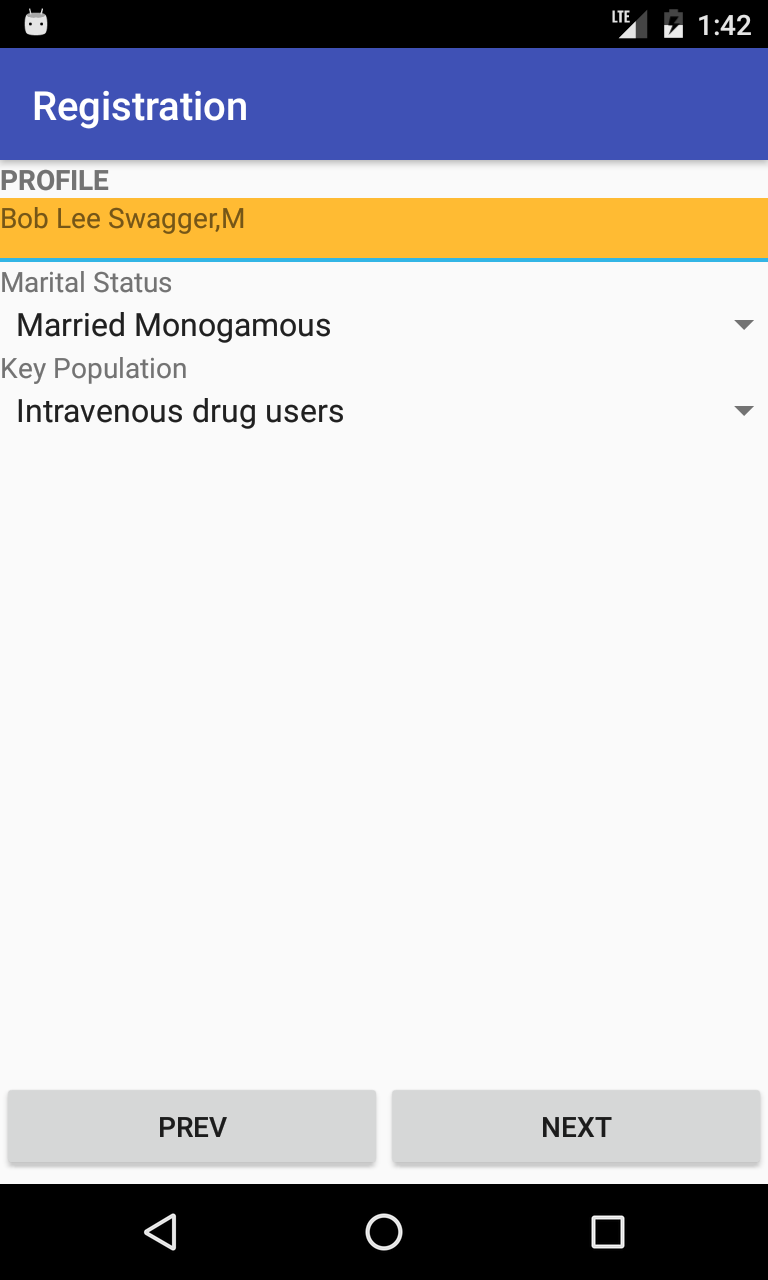 LTE 1:42
Registration
PROFILE
Bob Lee Swagger,M
Marital Status
Married Monogamous
Key Population
Intravenous drug users
PREV NEXT